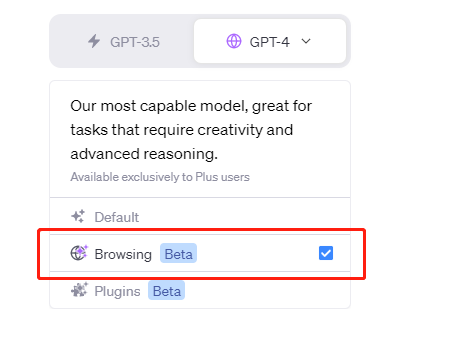 GPT-3.5
GPT-4
Our most capable model, great for
tasks that require creativity and
advanced reasoning.
Available exclusively to Plus users
Default
Browsing Beta
Plugins Beta